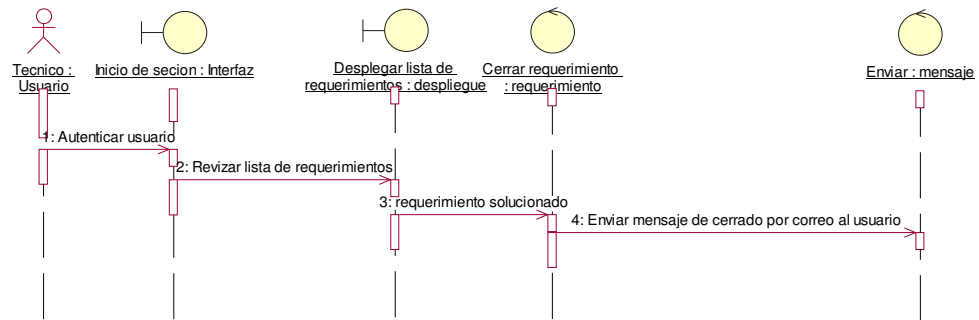 Tecnico :
Usuario
Inicio de secion : Interfaz
Desplegar lista de
requerimientos : despliegue
Cerrar requerimiento
: requerimiento
Enviar : mensaje
1: Autenticar usuario
2: Revizar lista de requerimientos
3: requerimiento solucionado
4: Enviar mensaje de cerrado por correo al usuario